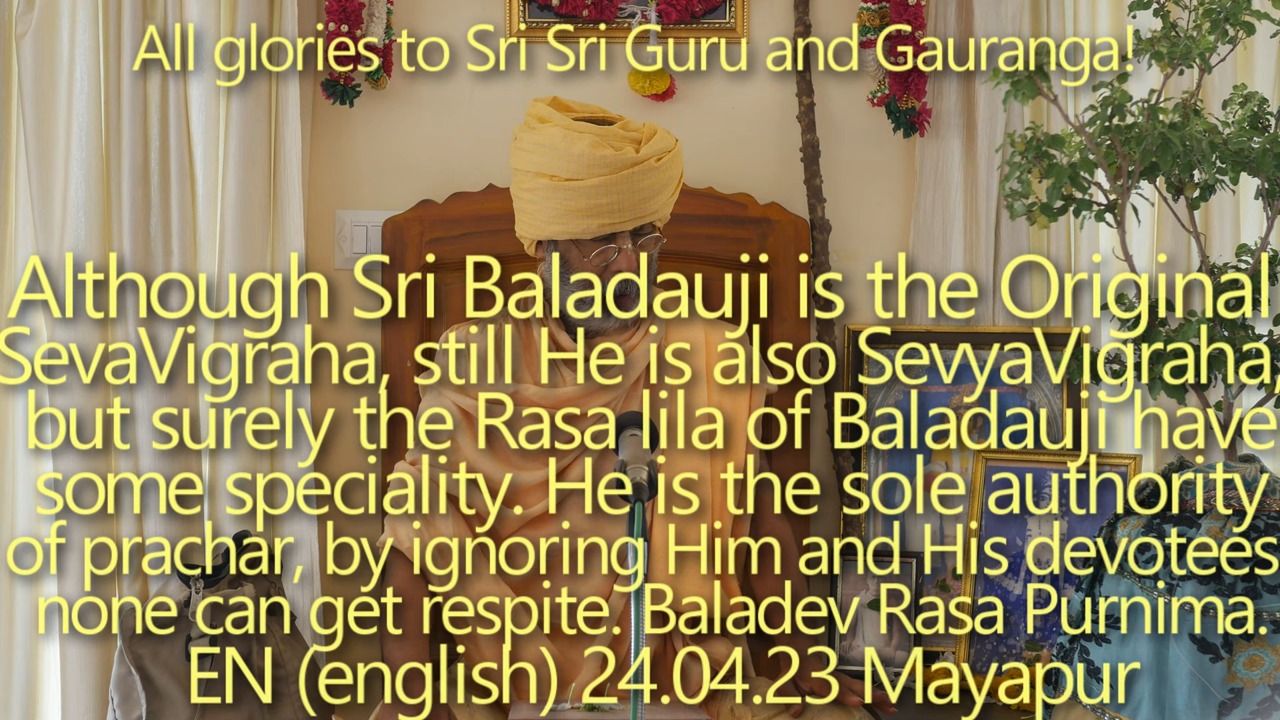 All glories to Sri Sri Guru and Gauranga!
Although Sri Baladauji is the Original
SevaVigraha, still He is also SevyaVigraha,
but surely the Rasa lila of Baladauji have
some speciality. He is the sole authority
of prachar, by ignoring Him and His devotees
none can get respite. Baladev Rasa Purnima.
EN (english) 24.04.23 Mayapur